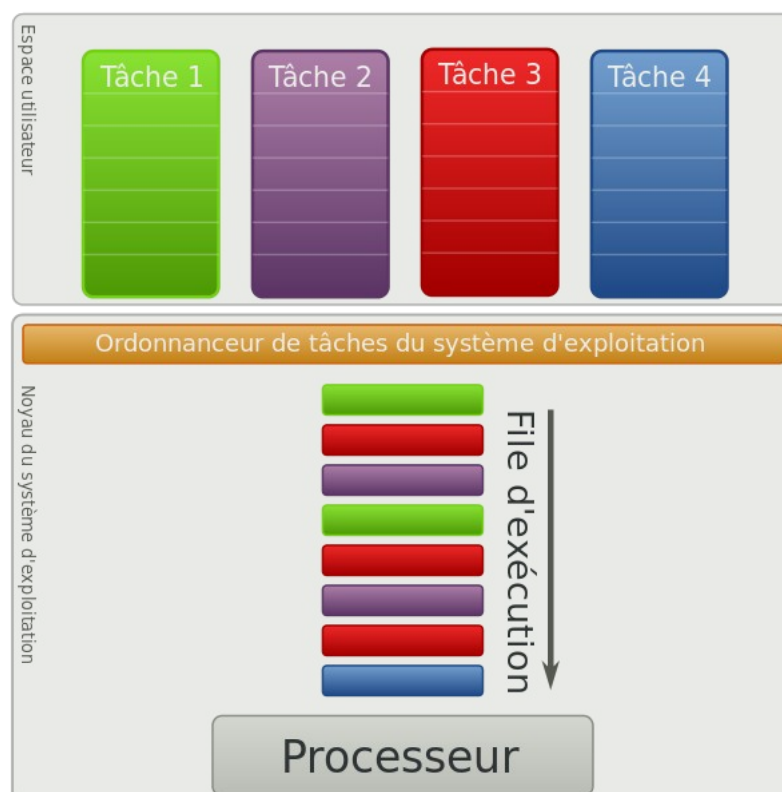 Espace utilisateur
Tâche 1
Tâche 2
Tâche 3
Tâche 4
Ordonnanceur de tâches du système d'exploitation
Noyau du système d'exploitation
File d'exécution
Processeur